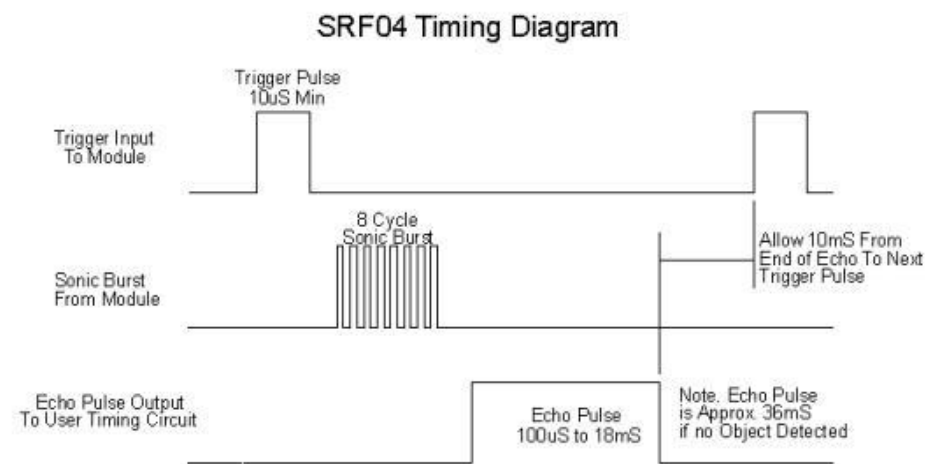 SRF04 Timing Diagram
Trigger Pulse
10uS Min
Trigger Input
To Module
8 Cycle
Sonic Burst
Allow 10mS From
End of Echo To Next
Trigger Pulse
Sonic Burst
From Module
Echo Pulse Output
To User Timing Circuit
Echo Pulse
100uS to 18mS
Note. Echo Pulse
is Approx. 36mS
if no Object Detected